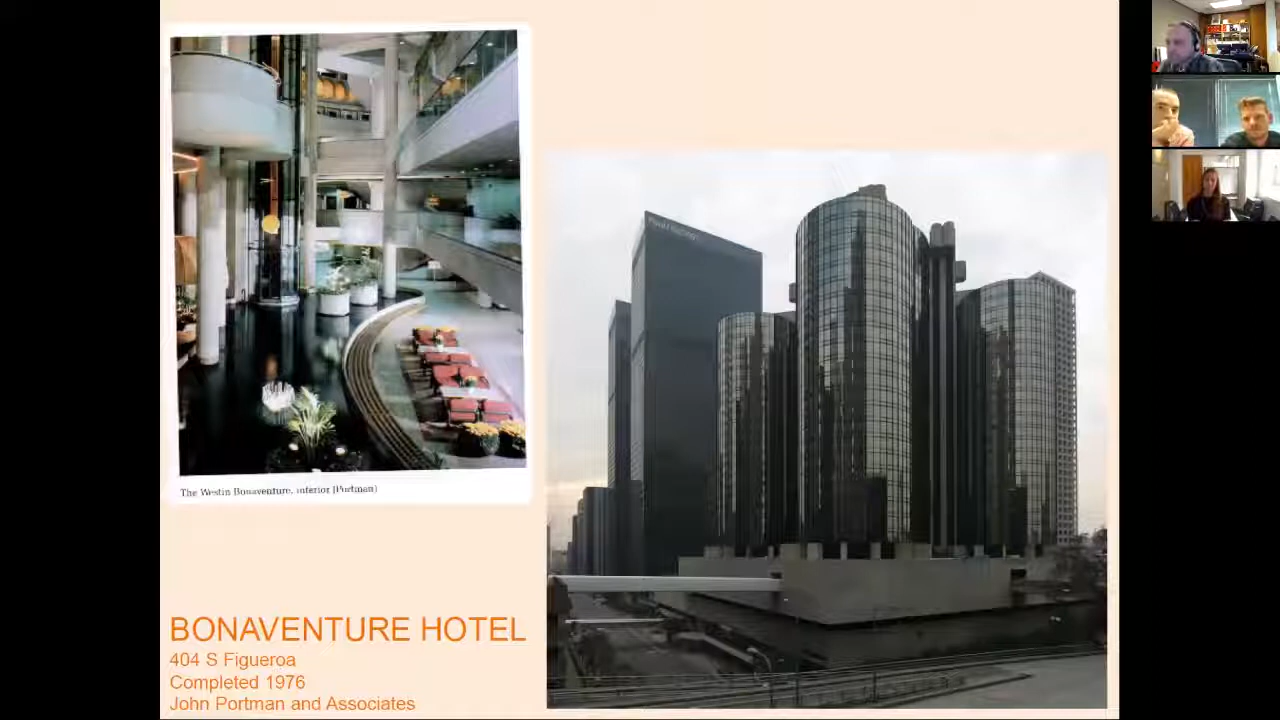 The Westin Bonaventure, interior [Portman]
BONAVENTURE HOTEL
404 S Figueroa
Completed 1976
John Portman and Associates